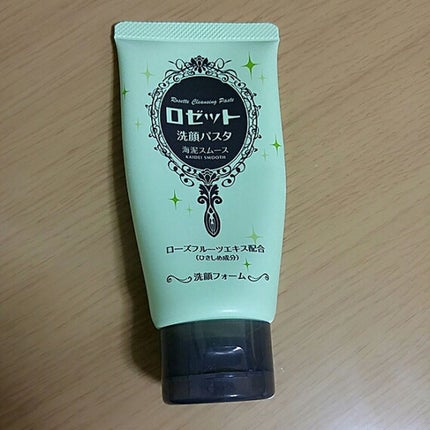 Rosette Cleansing Paste
ロゼット
洗顔パスタ
海泥スムース
KAIDEI SMOOTH
ローズフルーツエキス配合
(ひきしめ成分)
洗顔フォーム